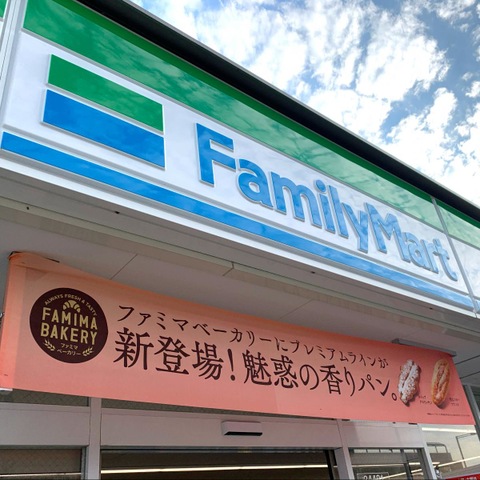 FamilyMart
ALWAYS FRESH & TASTY
FAMIMA
BAKERY
ファミマ
ベーカリー
ファミマベーカリーにプレミアムラインが
新登場!魅惑の香りパン。